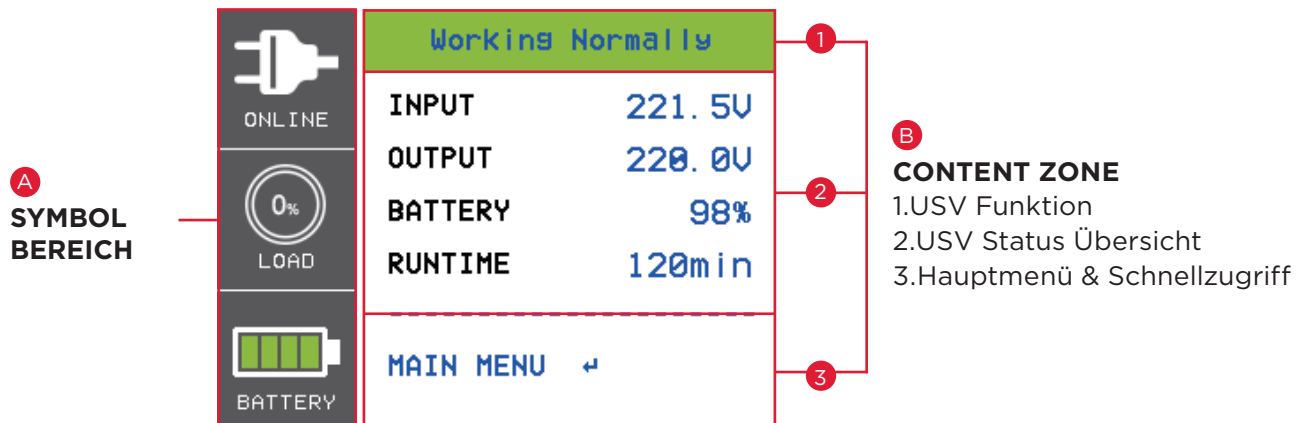 A
SYMBOL
BEREICH
ONLINE
0%
LOAD
BATTERY
Working Normally
INPUT 221.5V
OUTPUT 220.0V
BATTERY 98%
RUNTIME 120min
MAIN MENU ↵
1
2
3
B
CONTENT ZONE
1.USV Funktion
2.USV Status Übersicht
3.Hauptmenü & Schnellzugriff